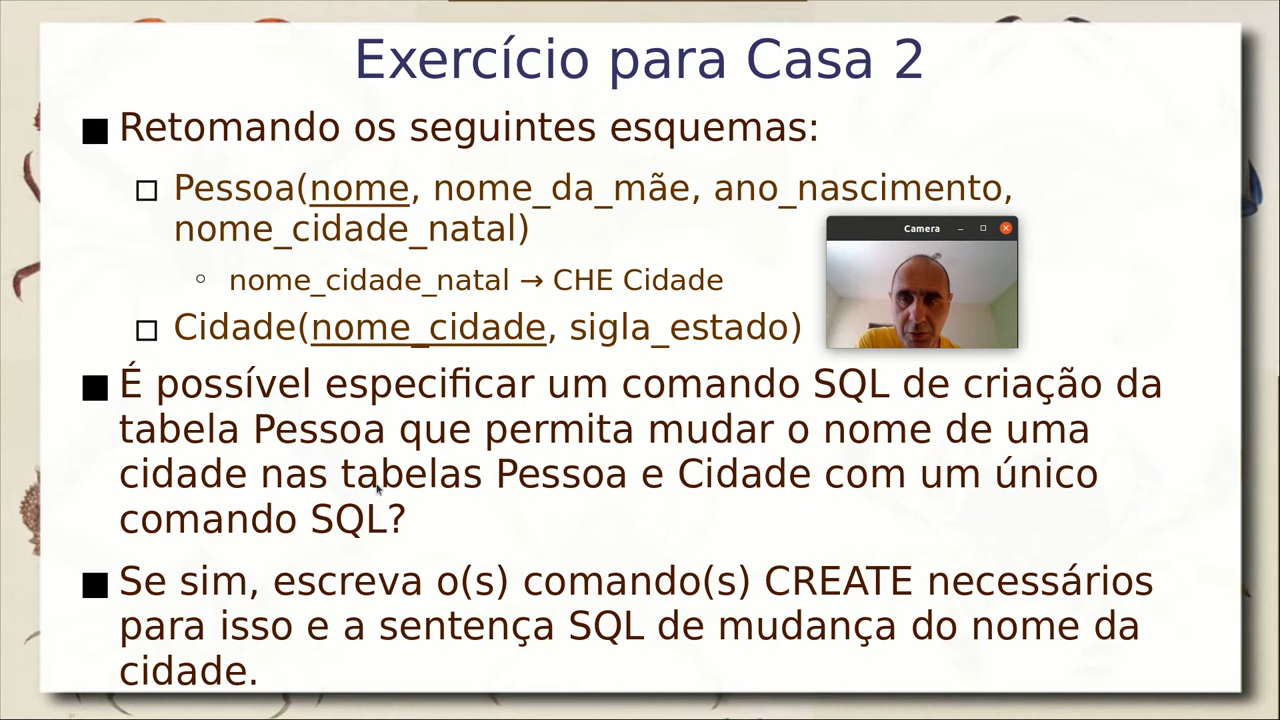 Exercício para Casa 2
Retomando os seguintes esquemas:
Pessoa(nome, nome_da_mãe, ano_nascimento,
nome_cidade_natal)
Camera
nome_cidade_natal → CHE Cidade
Cidade(nome_cidade, sigla_estado)
É possível especificar um comando SQL de criação da
tabela Pessoa que permita mudar o nome de uma
cidade nas tabelas Pessoa e Cidade com um único
comando SQL?
Se sim, escreva o(s) comando(s) CREATE necessários
para isso e a sentença SQL de mudança do nome da
cidade.